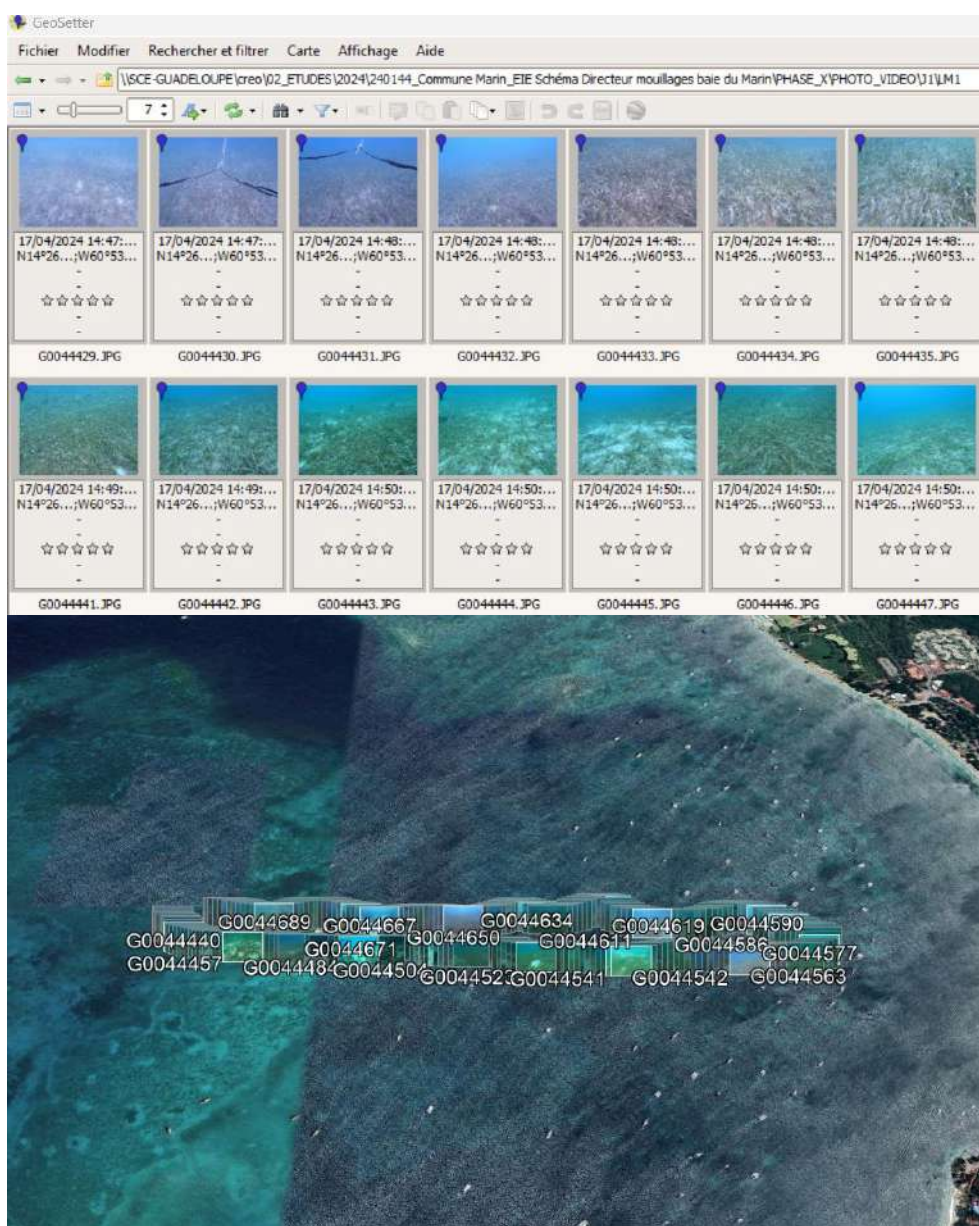 GeoSetter
Fichier Modifier Rechercher et filtrer Carte Affichage Aide
\\SCE-GUADELOUPE\creo\02_ETUDES\2024\240144_Commune Marin_EIE Schéma Directeur mouillages baie du Marin\PHASE_X\PHOTO_VIDEO\J1\LM1
7
17/04/2024 14:47:... 17/04/2024 14:47:... 17/04/2024 14:48:... 17/04/2024 14:48:... 17/04/2024 14:48:... 17/04/2024 14:48:... 17/04/2024 14:48:...
N14°26...;W60°53... N14°26...;W60°53... N14°26...;W60°53... N14°26...;W60°53... N14°26...;W60°53... N14°26...;W60°53... N14°26...;W60°53...
G0044429.JPG G0044430.JPG G0044431.JPG G0044432.JPG G0044433.JPG G0044434.JPG G0044435.JPG
17/04/2024 14:49:... 17/04/2024 14:49:... 17/04/2024 14:50:... 17/04/2024 14:50:... 17/04/2024 14:50:... 17/04/2024 14:50:... 17/04/2024 14:50:...
N14°26...;W60°53... N14°26...;W60°53... N14°26...;W60°53... N14°26...;W60°53... N14°26...;W60°53... N14°26...;W60°53... N14°26...;W60°53...
G0044441.JPG G0044442.JPG G0044443.JPG G0044444.JPG G0044445.JPG G0044446.JPG G0044447.JPG
G0044689 G0044667 G0044634 G0044619 G0044590
G0044440 G0044671 G0044650 G0044611 G0044586 G0044577
G0044457 G0044484 G0044504 G0044523 G0044541 G0044542 G0044563